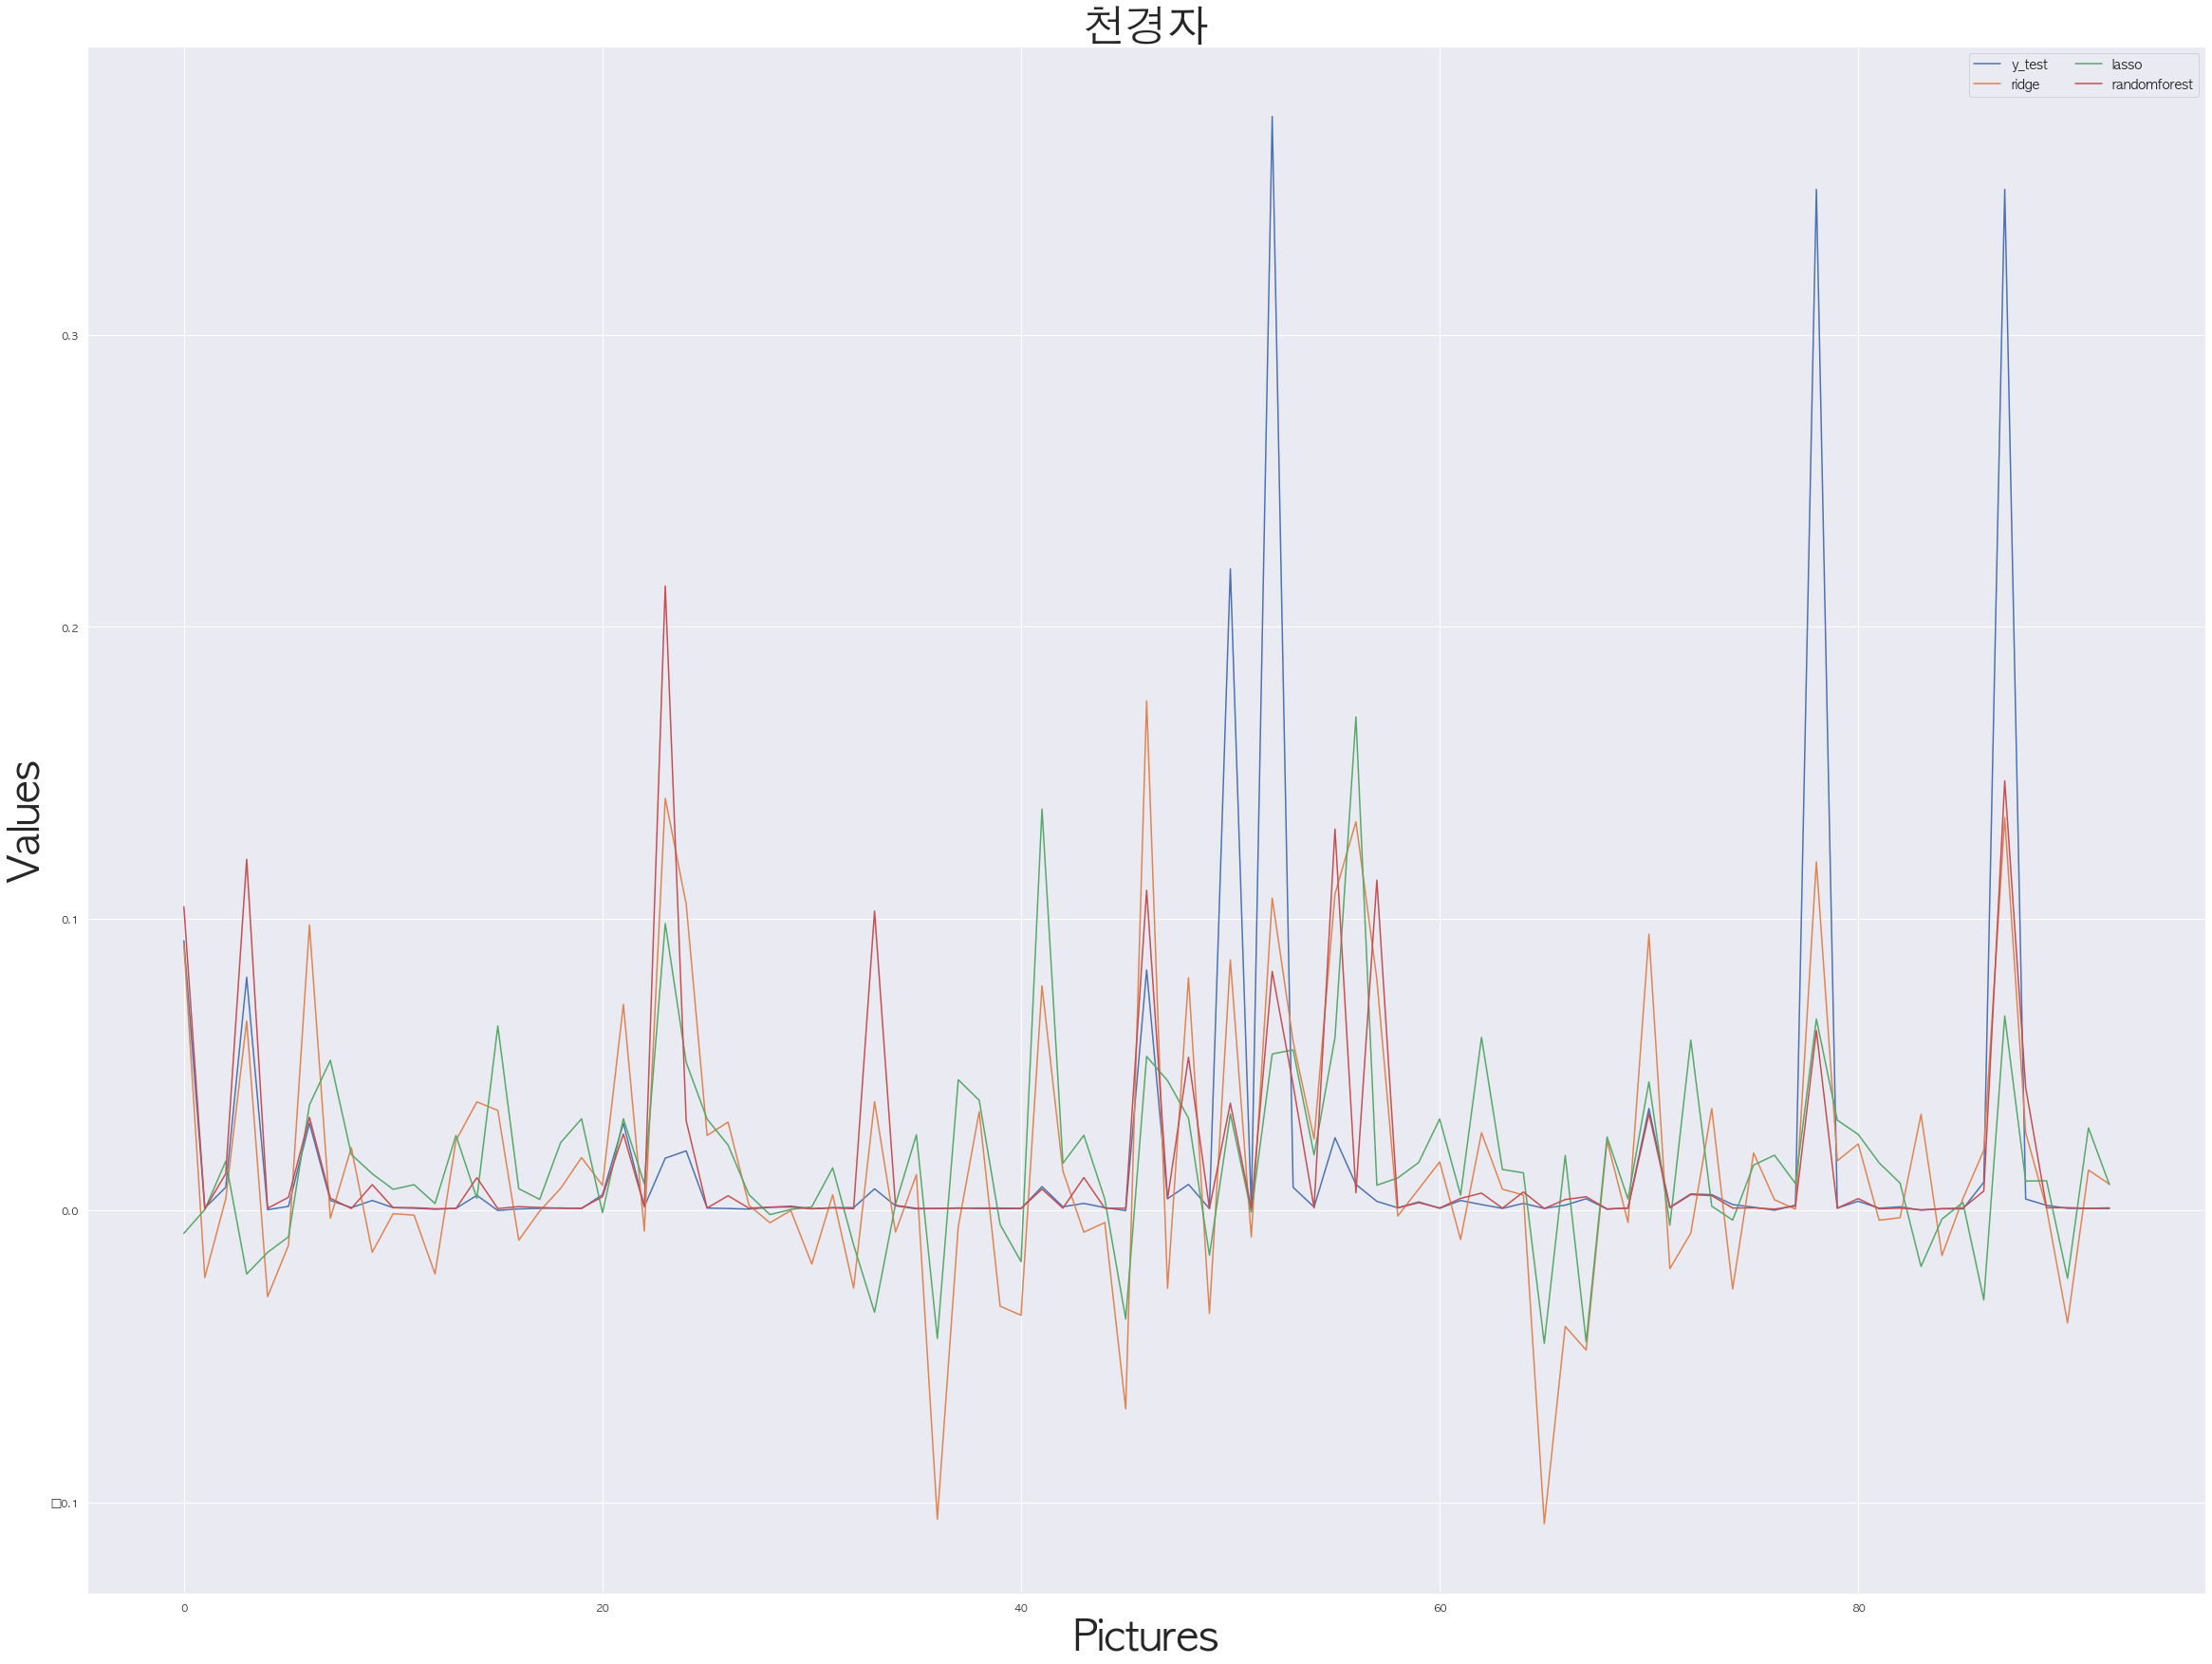 천경자
y_test
ridge
lasso
randomforest
Values
0.3
0.2
0.1
0.0
□0.1
0 20 40 60 80
Pictures